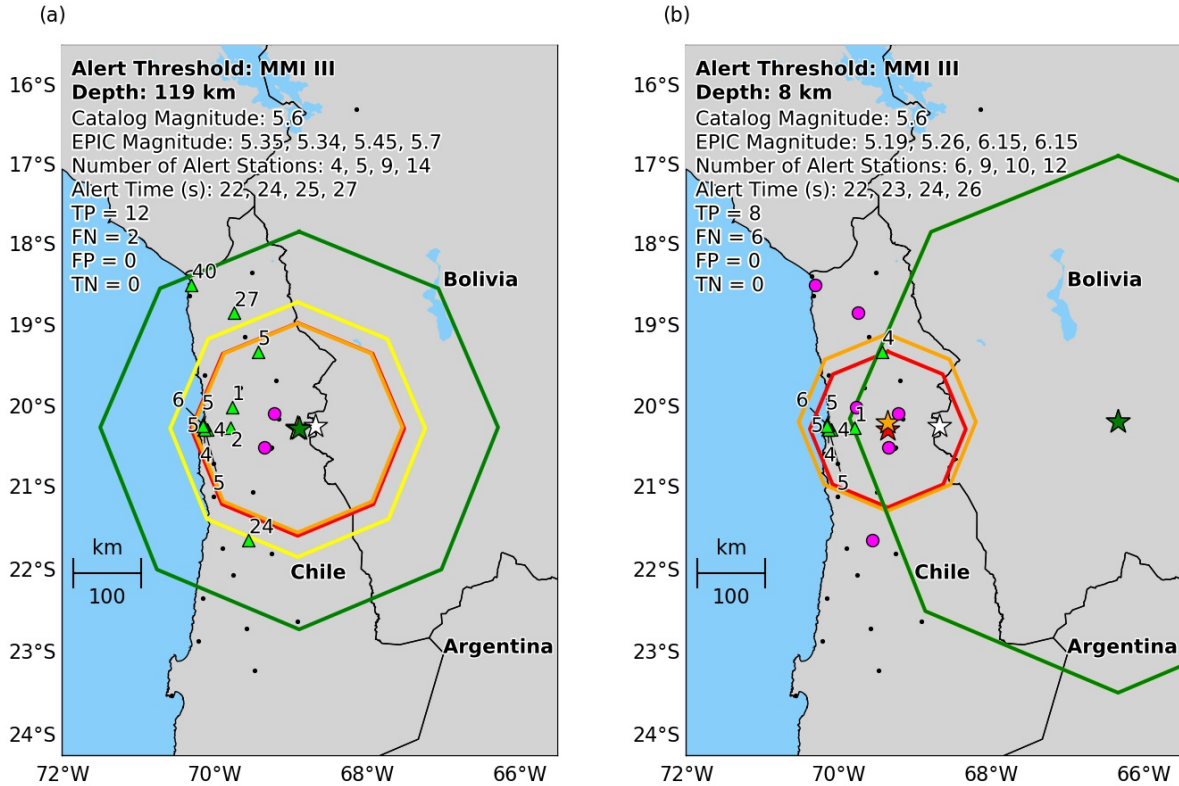 (a)
Alert Threshold: MMI III
Depth: 119 km
Catalog Magnitude: 5.6
EPIC Magnitude: 5.35, 5.34, 5.45, 5.7
Number of Alert Stations: 4, 5, 9, 14
Alert Time (s): 22, 24, 25, 27
TP = 12
FN = 2
FP = 0
TN = 0
16°S
17°S
18°S
19°S
20°S
21°S
22°S
23°S
24°S
40
27
5
1
6
5
5
4
2
4
5
24
Bolivia
Chile
Argentina
km
100
72°W
70°W
68°W
66°W
(b)
Alert Threshold: MMI III
Depth: 8 km
Catalog Magnitude: 5.6
EPIC Magnitude: 5.19, 5.26, 6.15, 6.15
Number of Alert Stations: 6, 9, 10, 12
Alert Time (s): 22, 23, 24, 26
TP = 8
FN = 6
FP = 0
TN = 0
16°S
17°S
18°S
19°S
20°S
21°S
22°S
23°S
24°S
4
6
5
1
5
4
4
5
Bolivia
Chile
Argentina
km
100
72°W
70°W
68°W
66°W